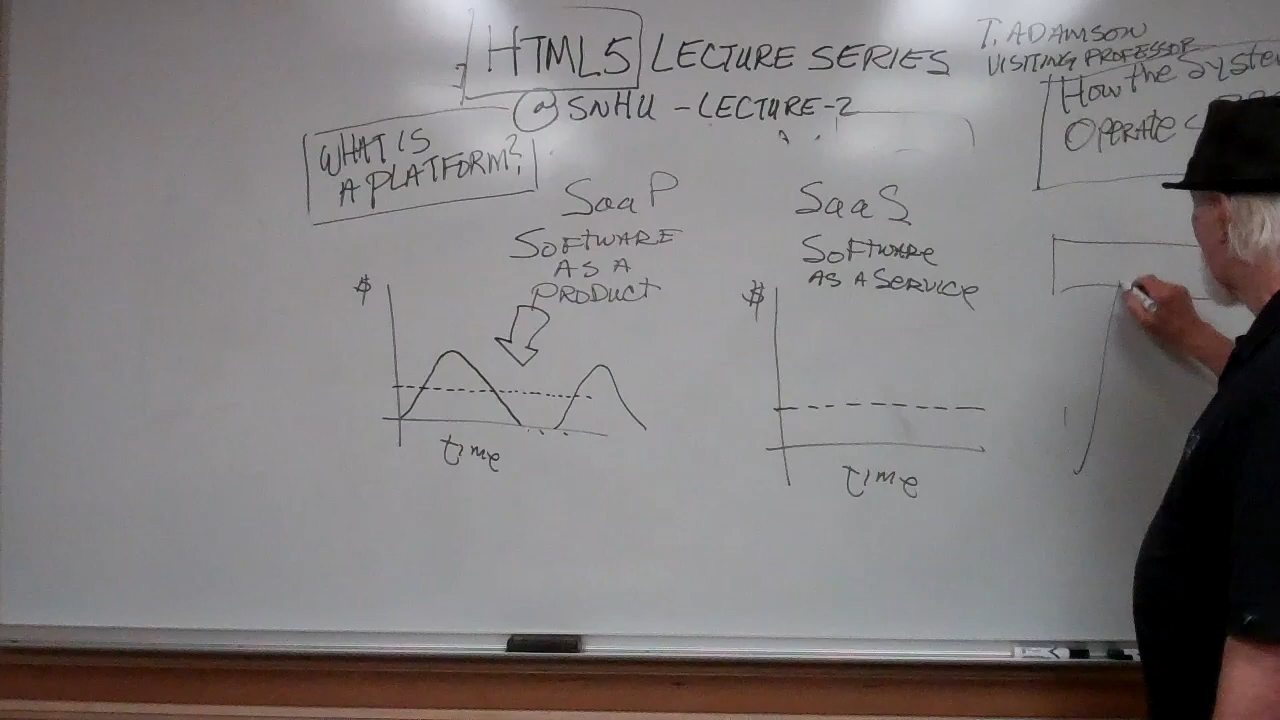 HTML5 LECTURE SERIES
@ SNHU - LECTURE-2
T. ADAMSON
VISITING PROFESSOR
How the Syste
OPERATE
WHAT IS
A PLATFORM?
SaaP
SOFTWARE
AS A
PRODUCT
$
time
SaaS
SOFTWARE
AS A SERVICE
$
time